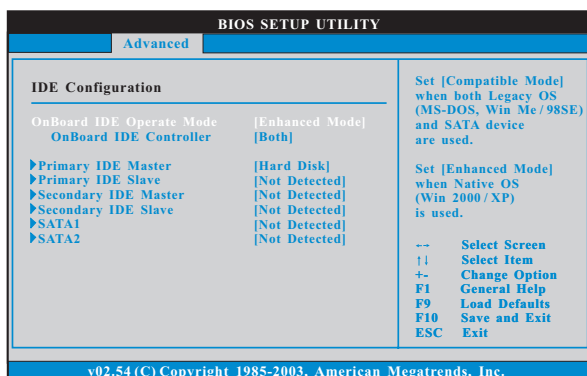 BIOS SETUP UTILITY
Advanced
IDE Configuration
OnBoard IDE Operate Mode [Enhanced Mode]
OnBoard IDE Controller [Both]
Primary IDE Master [Hard Disk]
Primary IDE Slave [Not Detected]
Secondary IDE Master [Not Detected]
Secondary IDE Slave [Not Detected]
SATA1 [Not Detected]
SATA2 [Not Detected]
Set [Compatible Mode]
when both Legacy OS
(MS-DOS, Win Me / 98SE)
and SATA device
are used.
Set [Enhanced Mode]
when Native OS
(Win 2000 / XP)
is used.
←→ Select Screen
↑↓ Select Item
+- Change Option
F1 General Help
F9 Load Defaults
F10 Save and Exit
ESC Exit
v02.54 (C) Copyright 1985-2003, American Megatrends, Inc.